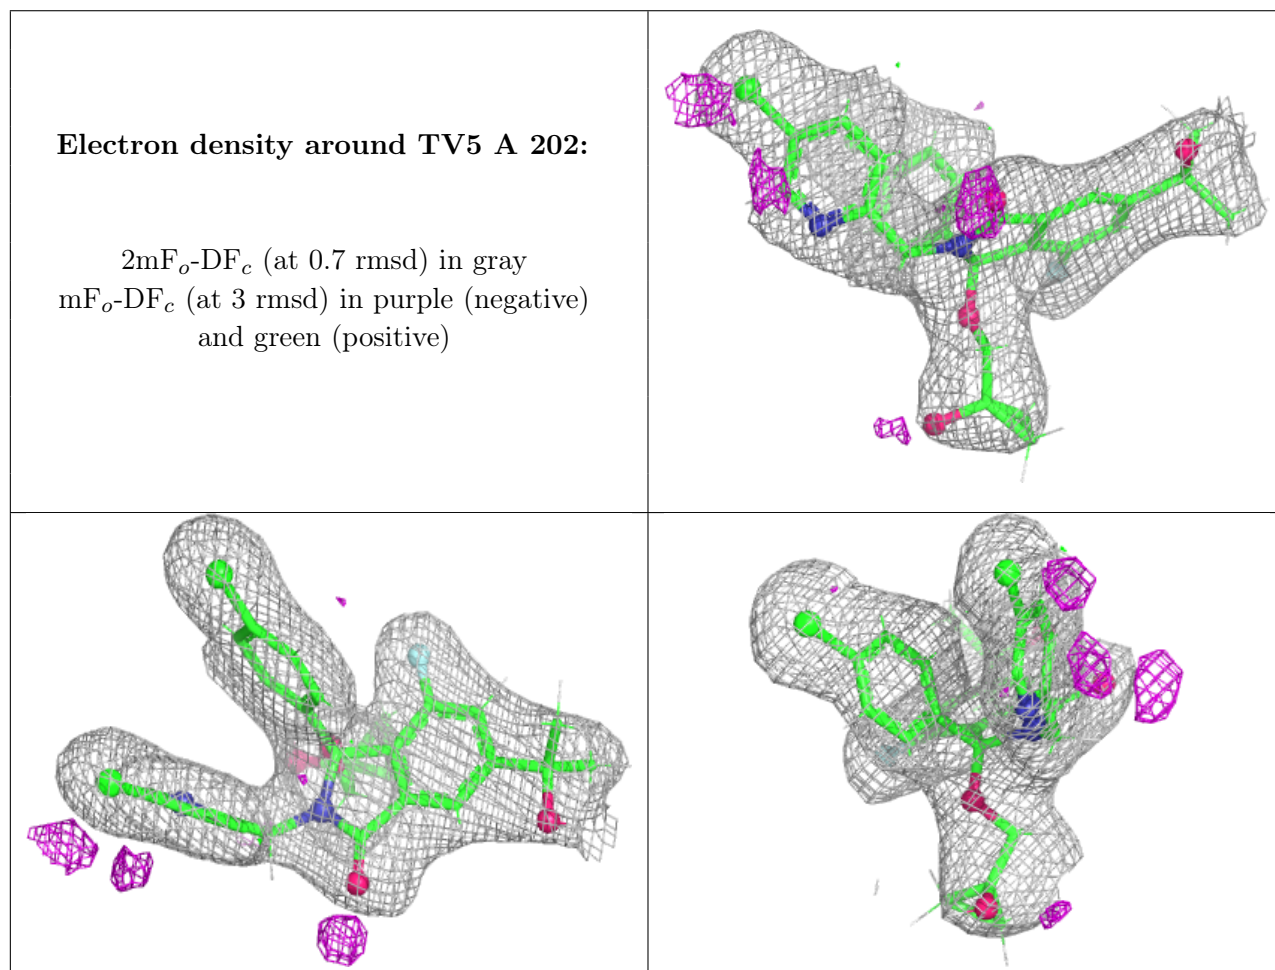 Electron density around TV5 A 202:
2mFo-DFc (at 0.7 rmsd) in gray
mFo-DFc (at 3 rmsd) in purple (negative)
and green (positive)